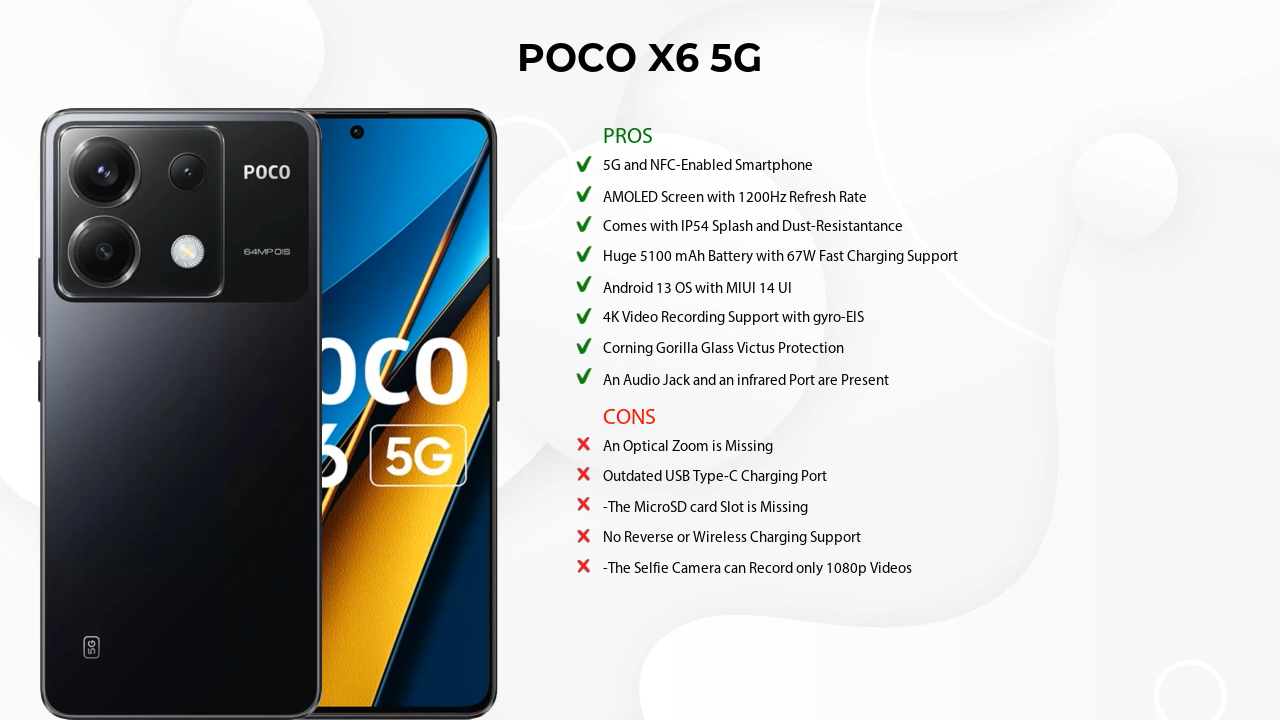 POCO X6 5G
POCO
64MP OIS
5G
OCO
6 5G
PROS
5G and NFC-Enabled Smartphone
AMOLED Screen with 1200Hz Refresh Rate
Comes with IP54 Splash and Dust-Resistantance
Huge 5100 mAh Battery with 67W Fast Charging Support
Android 13 OS with MIUI 14 UI
4K Video Recording Support with gyro-EIS
Corning Gorilla Glass Victus Protection
An Audio Jack and an infrared Port are Present
CONS
An Optical Zoom is Missing
Outdated USB Type-C Charging Port
-The MicroSD card Slot is Missing
No Reverse or Wireless Charging Support
-The Selfie Camera can Record only 1080p Videos